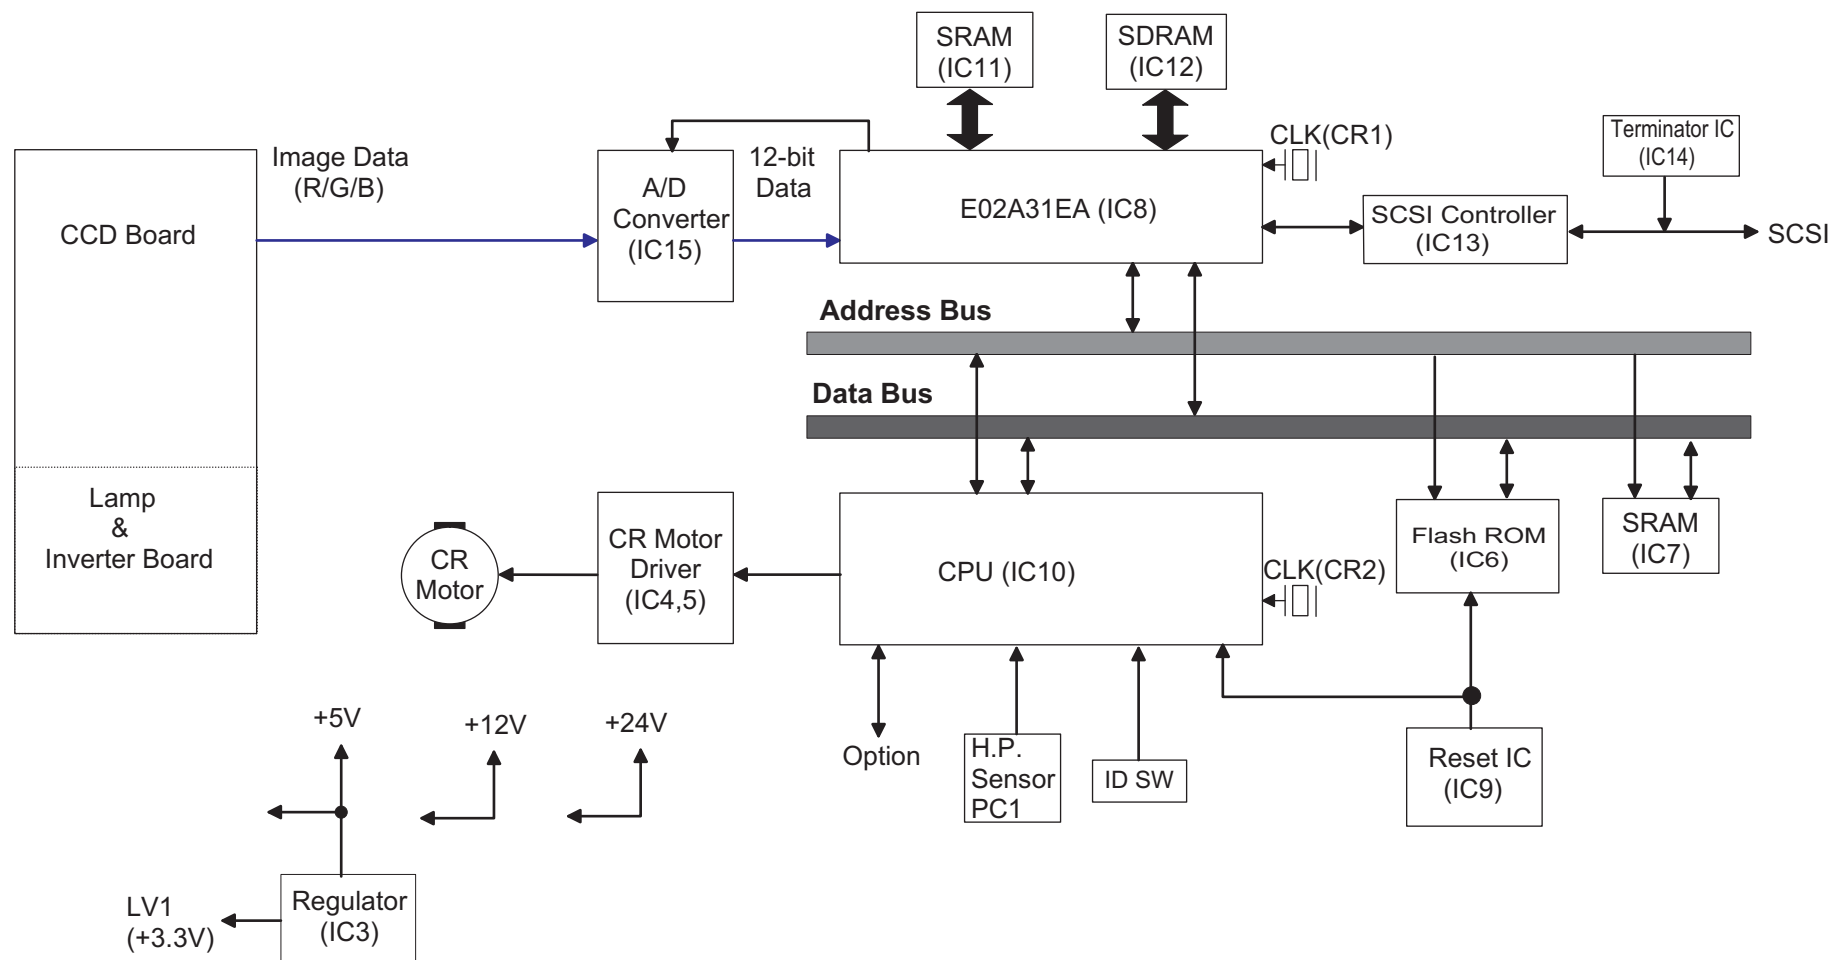 SRAM
(IC11)
SDRAM
(IC12)
CLK(CR1)
Terminator IC
(IC14)
Image Data
(R/G/B)
12-bit
Data
A/D
Converter
(IC15)
E02A31EA (IC8)
SCSI Controller
(IC13)
SCSI
CCD Board
Address Bus
Data Bus
Lamp
&
Inverter Board
CR
Motor
CR Motor
Driver
(IC4,5)
CPU (IC10)
CLK(CR2)
Flash ROM
(IC6)
SRAM
(IC7)
+5V
+12V
+24V
Option
H.P.
Sensor
PC1
ID SW
Reset IC
(IC9)
LV1
(+3.3V)
Regulator
(IC3)